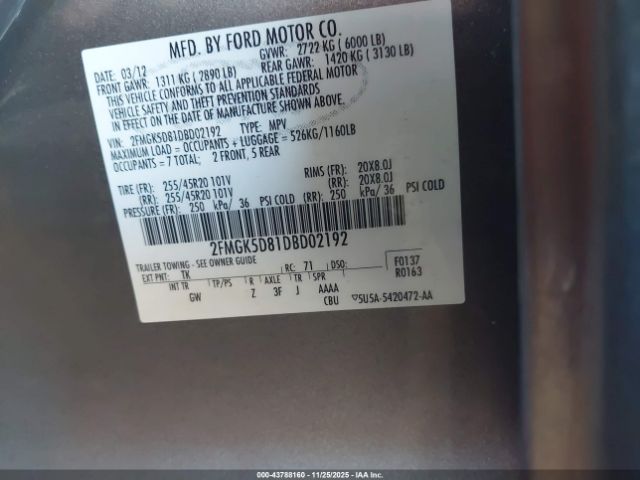 MFD. BY FORD MOTOR CO.
DATE: 03/12 GVWR: 2722 KG ( 6000 LB)
FRONT GAWR: 1311 KG ( 2890 LB) REAR GAWR: 1420 KG ( 3130 LB)
THIS VEHICLE CONFORMS TO ALL APPLICABLE FEDERAL MOTOR
VEHICLE SAFETY AND THEFT PREVENTION STANDARDS
IN EFFECT ON THE DATE OF MANUFACTURE SHOWN ABOVE.
VIN: 2FMGK5D81DBD02192 TYPE: MPV
MAXIMUM LOAD = OCCUPANTS + LUGGAGE = 526KG/1160LB
OCCUPANTS = 7 TOTAL; 2 FRONT, 5 REAR
TIRE (FR): 255/45R20 101V RIMS (FR): 20X8.0J
(RR): 255/45R20 101V (RR): 20X8.0J
PRESSURE (FR): 250 kPa/ 36 PSI COLD (RR): 250 kPa/ 36 PSI COLD
2FMGK5D81DBD02192
TRAILER TOWING - SEE OWNER GUIDE
EXT PNT: TK RC: 71 DSO: F0137
INT TR TP/PS R AXLE TR SPR R0163
GW Z 3F J AAAA
CBU 5USA-5420472-AA
000-43788160 - 11/25/2025 - IAAI.COM